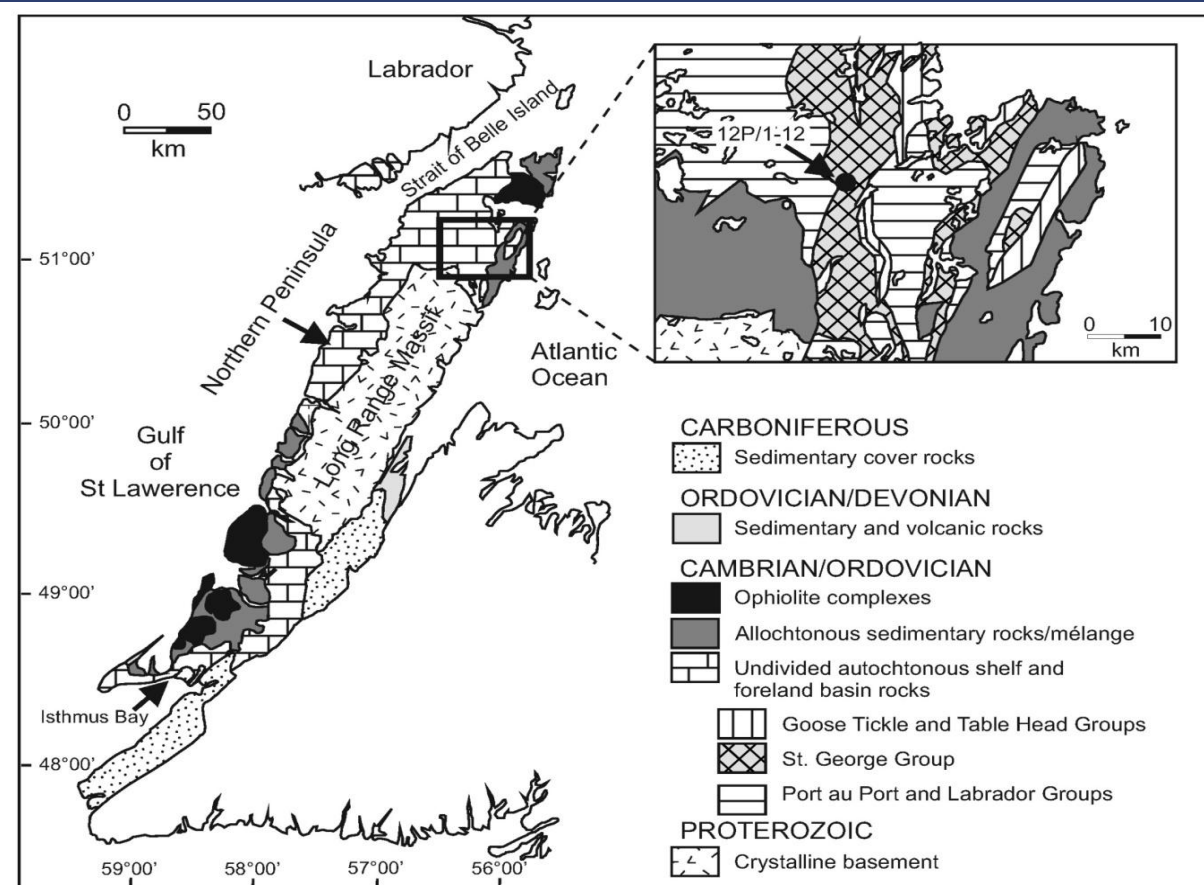 Labrador
0 50
km
Strait of Belle Island
12P/1-12
51°00’
Northern Peninsula
Long Range Massif
Atlantic
Ocean
0 10
km
50°00’
Gulf
of
St Lawerence
49°00’
Isthmus Bay
48°00’
59°00’ 58°00’ 57°00’ 56°00’
CARBONIFEROUS
Sedimentary cover rocks
ORDOVICIAN/DEVONIAN
Sedimentary and volcanic rocks
CAMBRIAN/ORDOVICIAN
Ophiolite complexes
Allochtonous sedimentary rocks/mélange
Undivided autochtonous shelf and
foreland basin rocks
Goose Tickle and Table Head Groups
St. George Group
Port au Port and Labrador Groups
PROTEROZOIC
Crystalline basement